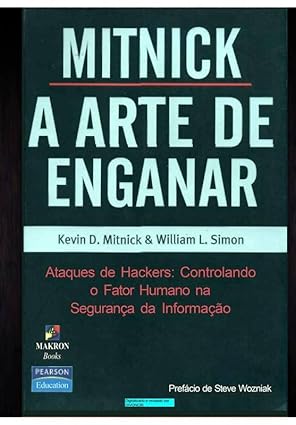 MITNICK
A ARTE DE
ENGANAR
Kevin D. Mitnick & William L. Simon
Ataques de Hackers: Controlando
o Fator Humano na
Segurança da Informação
MAKRON
Books
PEARSON
Education
Prefácio de Steve Wozniak